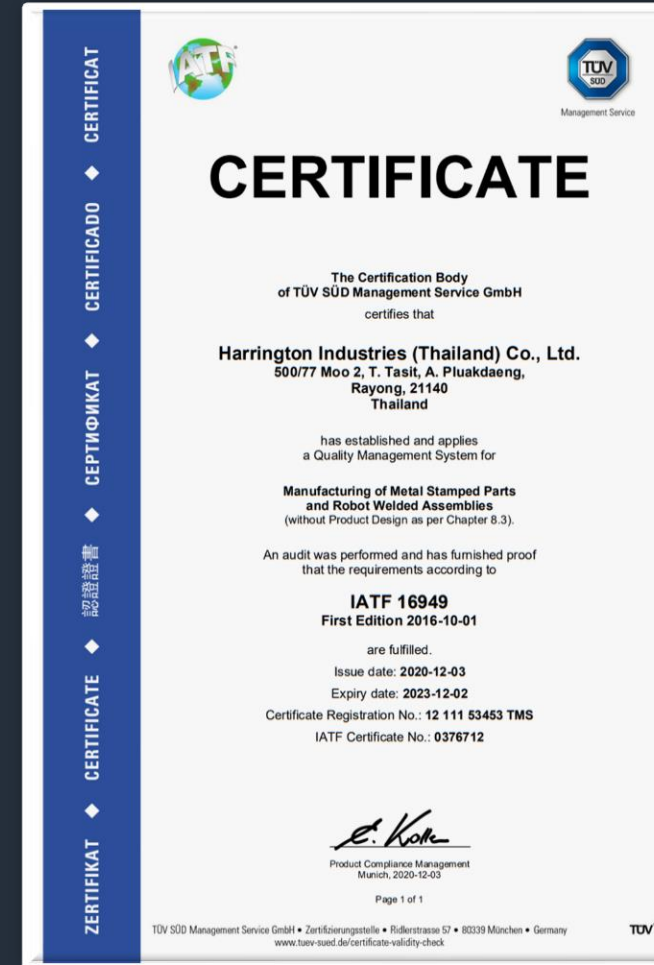 IATF
TÜV
SÜD
Management Service
CERTIFICATE
The Certification Body
of TÜV SÜD Management Service GmbH
certifies that
Harrington Industries (Thailand) Co., Ltd.
500/77 Moo 2, T. Tasit, A. Pluakdaeng,
Rayong, 21140
Thailand
has established and applies
a Quality Management System for
Manufacturing of Metal Stamped Parts
and Robot Welded Assemblies
(without Product Design as per Chapter 8.3).
An audit was performed and has furnished proof
that the requirements according to
IATF 16949
First Edition 2016-10-01
are fulfilled.
Issue date: 2020-12-03
Expiry date: 2023-12-02
Certificate Registration No.: 12 111 53453 TMS
IATF Certificate No.: 0376712
Product Compliance Management
Munich, 2020-12-03
Page 1 of 1
TÜV SÜD Management Service GmbH • Zertifizierungsstelle • Ridlerstrasse 57 • 80339 München • Germany
www.tuev-sued.de/certificate-validity-check
TÜV
ZERTIFIKAT ◆ CERTIFICATE ◆ 認證證書 ◆ СЕРТИФИКАТ ◆ CERTIFICADO ◆ CERTIFICAT